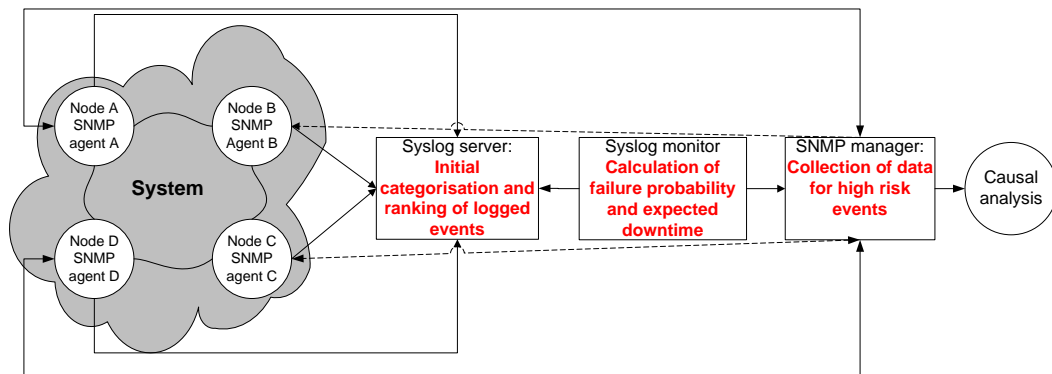 Node A
SNMP
agent A
Node B
SNMP
Agent B
System
Node D
SNMP
agent D
Node C
SNMP
agent C
Syslog server:
Initial
categorisation and
ranking of logged
events
Syslog monitor
Calculation of
failure probability
and expected
downtime
SNMP manager:
Collection of data
for high risk
events
Causal
analysis